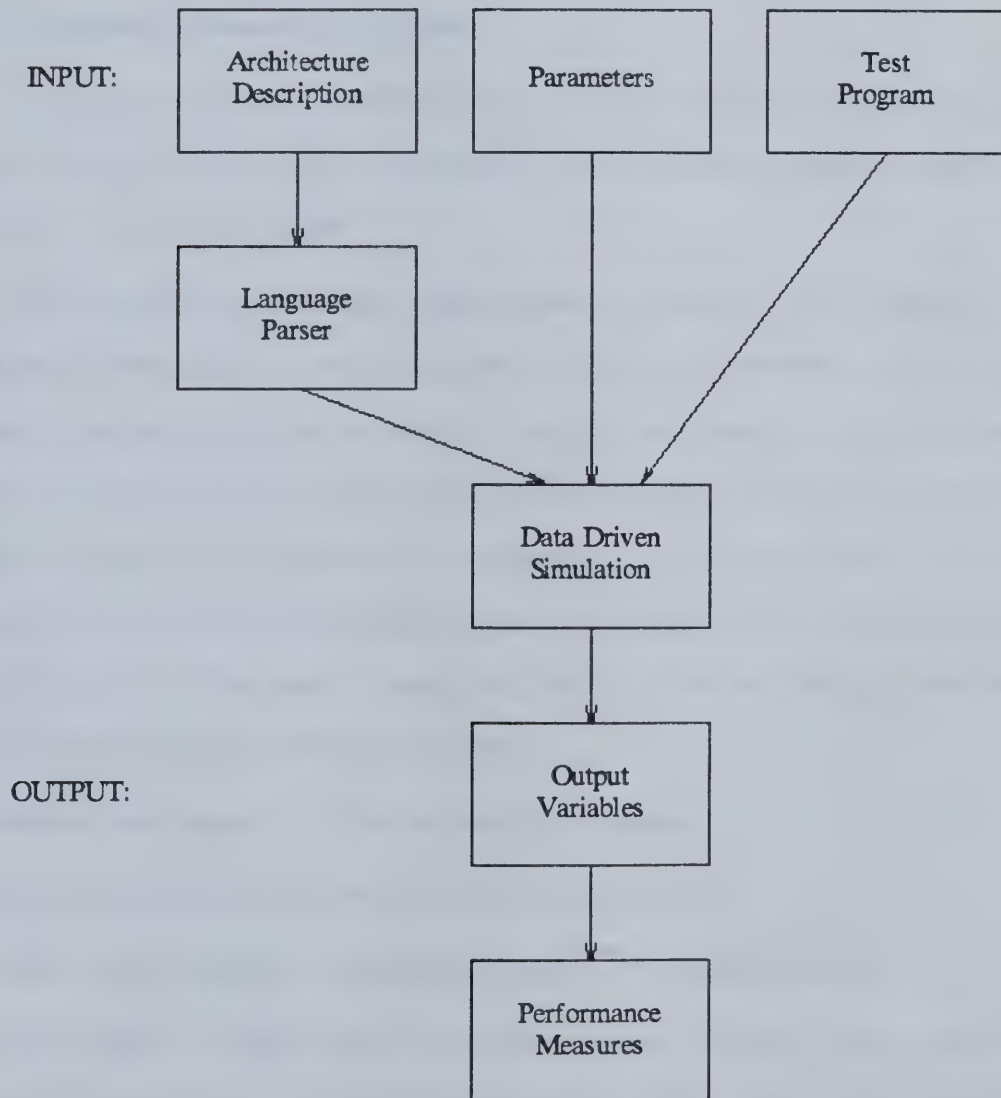 INPUT:
Architecture
Description
Parameters
Test
Program
Language
Parser
Data Driven
Simulation
OUTPUT:
Output
Variables
Performance
Measures